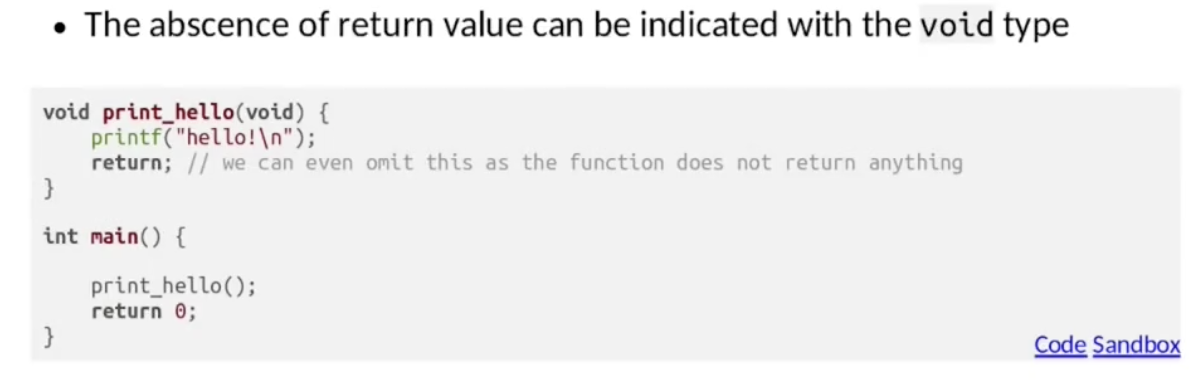 • The abscence of return value can be indicated with the void type
void print_hello(void) {
    printf("hello!\n");
    return; // we can even omit this as the function does not return anything
}
int main() {
    print_hello();
    return 0;
}
Code Sandbox